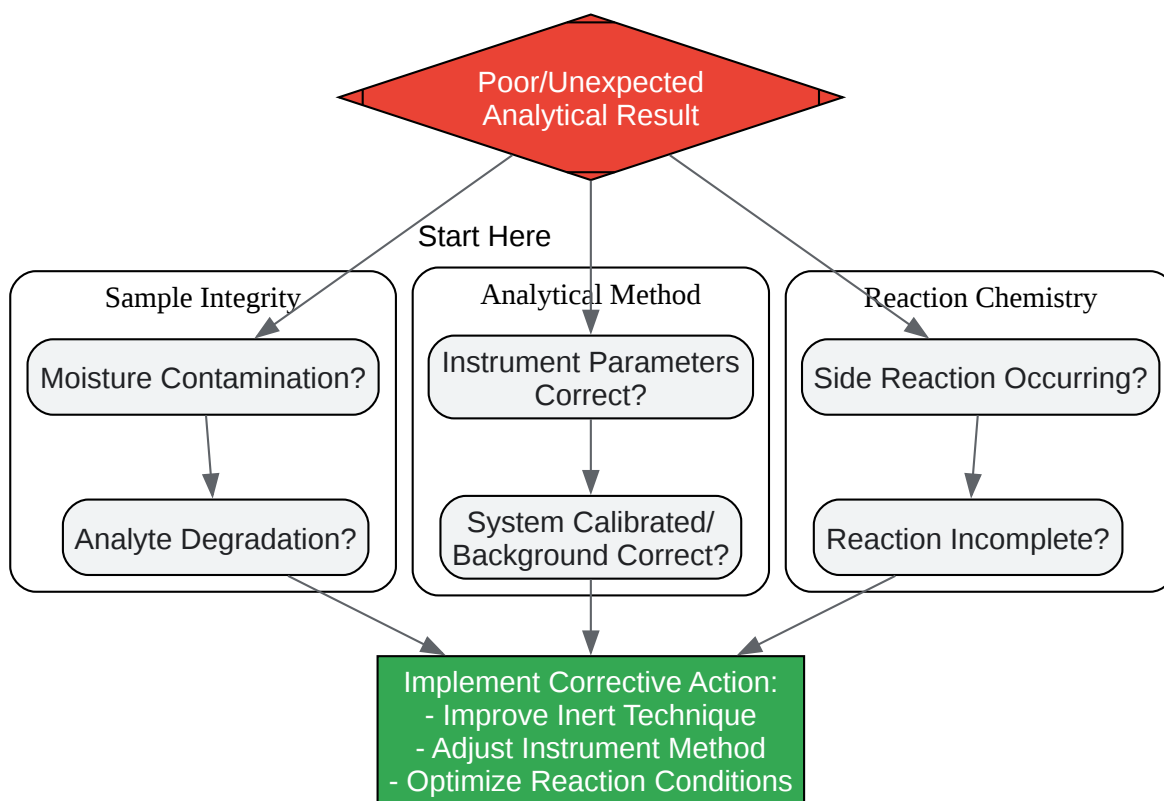 Poor/Unexpected
Analytical Result
Start Here
Sample Integrity
Moisture Contamination?
Analyte Degradation?
Analytical Method
Instrument Parameters
Correct?
System Calibrated/
Background Correct?
Reaction Chemistry
Side Reaction Occurring?
Reaction Incomplete?
Implement Corrective Action:
- Improve Inert Technique
- Adjust Instrument Method
- Optimize Reaction Conditions